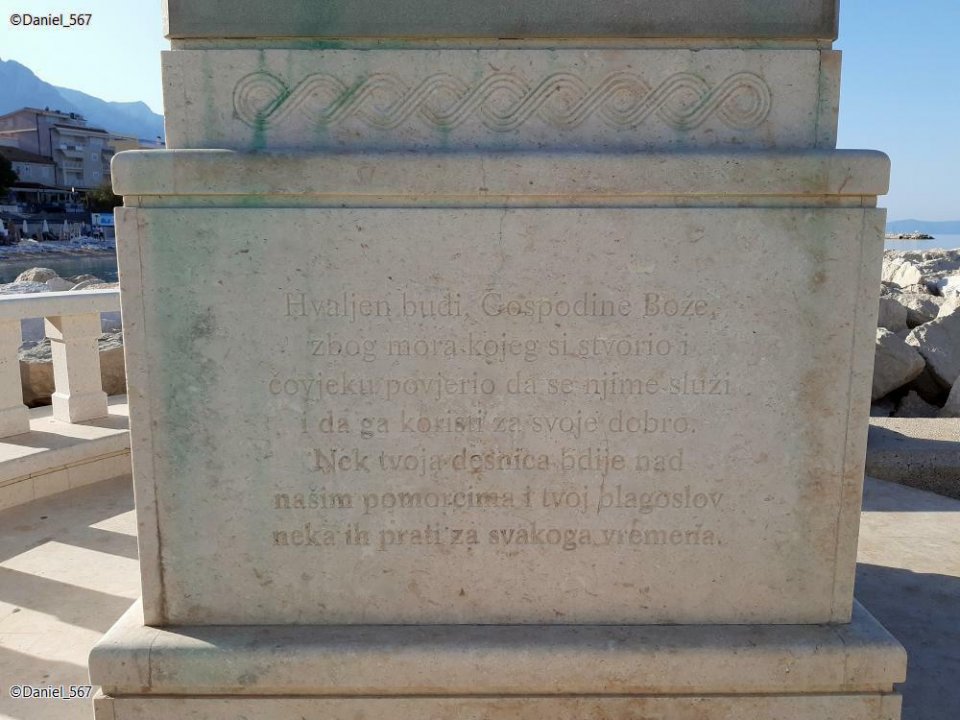 ©Daniel_567
Hvaljen budi, Gospodine Bože,
zbog mora kojeg si stvorio i
čovjeku povjerio da se njime služi
i da ga koristi za svoje dobro.
Nek tvoja desnica bdije nad
našim pomorcima i tvoj blagoslov
neka ih prati za svakoga vremena.
©Daniel_567